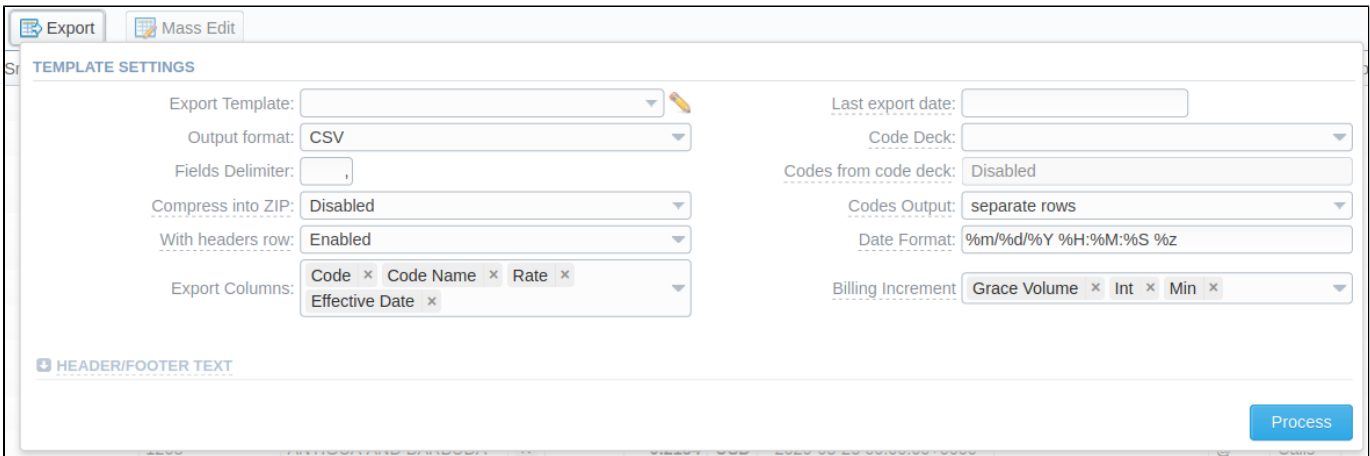 Export Mass Edit
TEMPLATE SETTINGS
Export Template: Last export date:
Output format: CSV Code Deck:
Fields Delimiter: , Codes from code deck: Disabled
Compress into ZIP: Disabled Codes Output: separate rows
With headers row: Enabled Date Format: %m/%d/%Y %H:%M:%S %z
Export Columns: Code × Code Name × Rate × Billing Increment Grace Volume × Int × Min ×
Effective Date ×
HEADER/FOOTER TEXT
Process